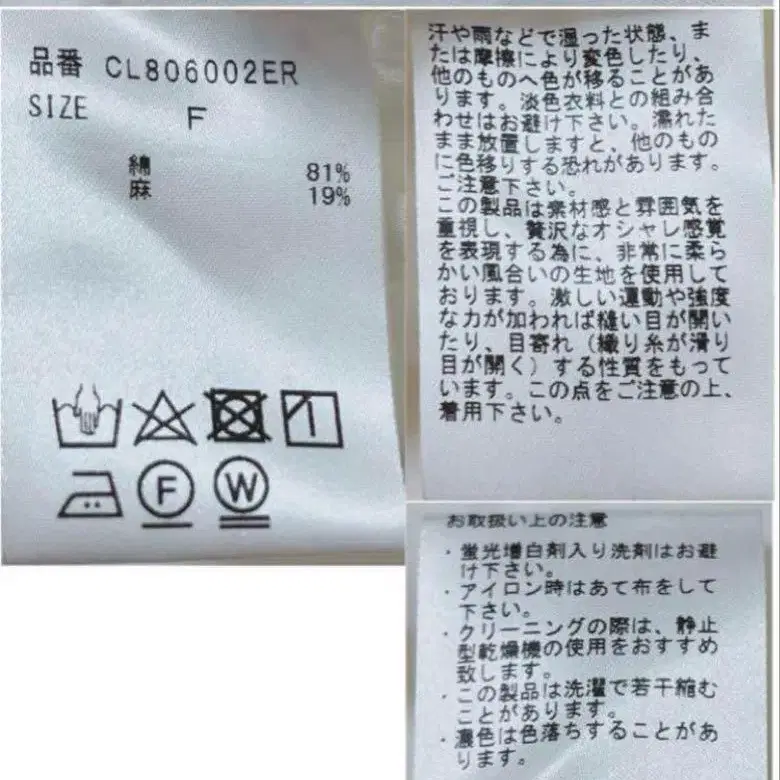 品番 CL806002ER
SIZE F
綿 81%
麻 19%
F
W
汗や雨などで湿った状態、ま
たは摩擦により変色したり、
他のものへ色が移ることがあ
ります。淡色衣料との組み合
わせはお避け下さい。濡れた
まま放置しますと、他のもの
に色移りする恐れがあります。
ご注意下さい。
この製品は素材感と雰囲気を
重視し、贅沢なオシャレ感覚
を表現する為に、非常に柔ら
かい風合いの生地を使用して
おります。激しい運動や強度
な力が加われば縫い目が開い
たり、目寄れ（織り糸が滑り
目が開く）する性質をもって
います。この点をご注意の上、
着用下さい。
お取扱い上の注意
・蛍光増白剤入り洗剤はお避
け下さい。
・アイロン時はあて布をして
下さい。
・クリーニングの際は、静止
型乾燥機の使用をおすすめ
致します。
・この製品は洗濯で若干縮む
ことがあります。
・濃色は色落ちすることがあ
ります。